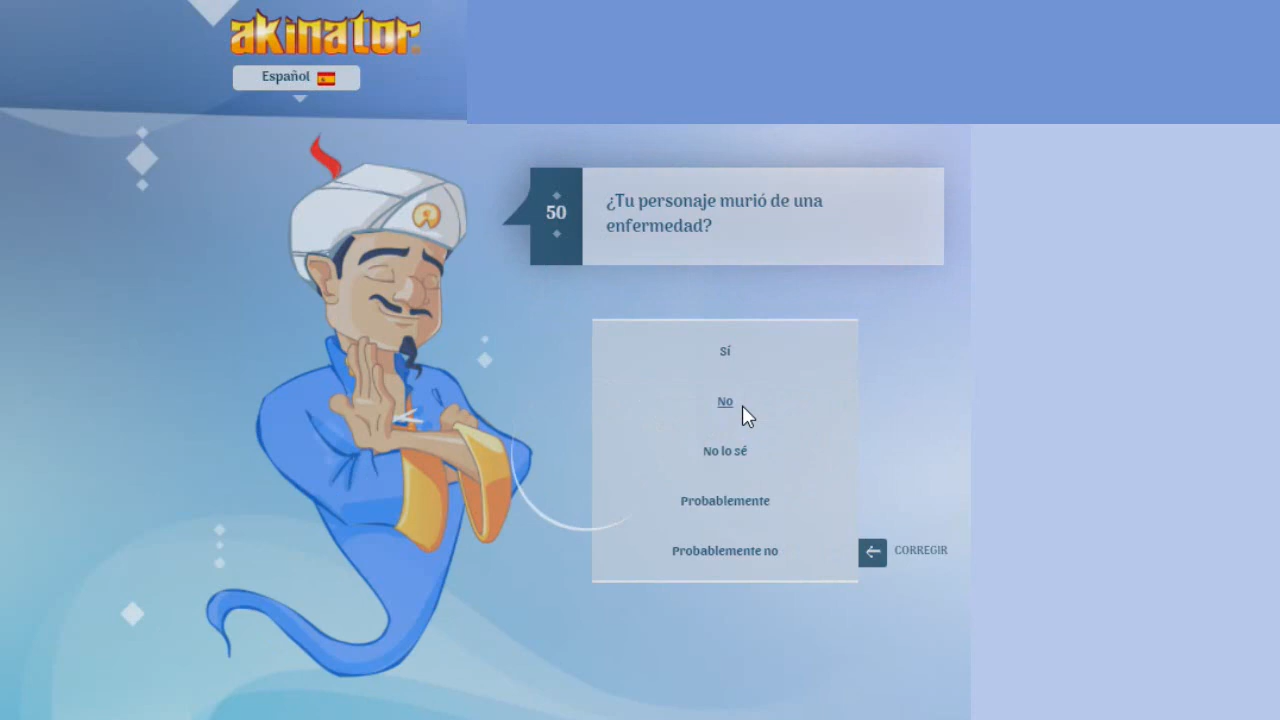 akinator
Español
50
¿Tu personaje murió de una
enfermedad?
Sí
No
No lo sé
Probablemente
Probablemente no
CORREGIR